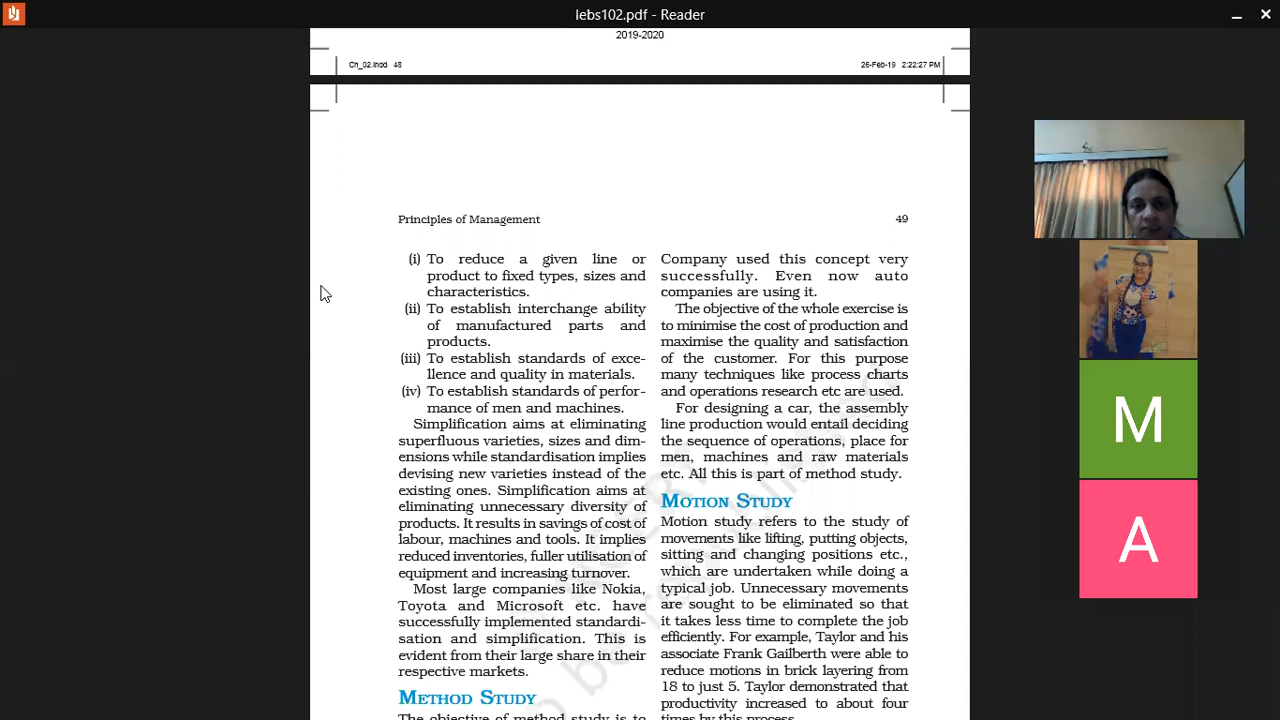 lebs102.pdf - Reader
2019-2020
Ch_02.indd 48
26-Feb-19 2:22:27 PM
Principles of Management
49
(i) To reduce a given line or
product to fixed types, sizes and
characteristics.
(ii) To establish interchange ability
of manufactured parts and
products.
(iii) To establish standards of exce-
llence and quality in materials.
(iv) To establish standards of perfor-
mance of men and machines.
Simplification aims at eliminating
superfluous varieties, sizes and dim-
ensions while standardisation implies
devising new varieties instead of the
existing ones. Simplification aims at
eliminating unnecessary diversity of
products. It results in savings of cost of
labour, machines and tools. It implies
reduced inventories, fuller utilisation of
equipment and increasing turnover.
Most large companies like Nokia,
Toyota and Microsoft etc. have
successfully implemented standardi-
sation and simplification. This is
evident from their large share in their
respective markets.
METHOD STUDY
The objective of method study is to
Company used this concept very
successfully. Even now auto
companies are using it.
The objective of the whole exercise is
to minimise the cost of production and
maximise the quality and satisfaction
of the customer. For this purpose
many techniques like process charts
and operations research etc are used.
For designing a car, the assembly
line production would entail deciding
the sequence of operations, place for
men, machines and raw materials
etc. All this is part of method study.
MOTION STUDY
Motion study refers to the study of
movements like lifting, putting objects,
sitting and changing positions etc.,
which are undertaken while doing a
typical job. Unnecessary movements
are sought to be eliminated so that
it takes less time to complete the job
efficiently. For example, Taylor and his
associate Frank Gailberth were able to
reduce motions in brick layering from
18 to just 5. Taylor demonstrated that
productivity increased to about four
times by this process.
M
A